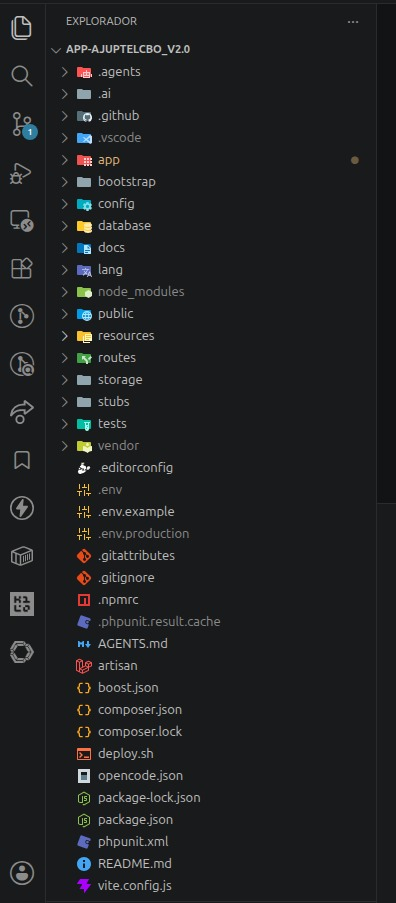 EXPLORADOR
APP-AJUPTELCBO_V2.0
.agents
.ai
.github
.vscode
app
bootstrap
config
database
docs
lang
node_modules
public
resources
routes
storage
stubs
tests
vendor
.editorconfig
.env
.env.example
.env.production
.gitattributes
.gitignore
.npmrc
.phpunit.result.cache
AGENTS.md
artisan
boost.json
composer.json
composer.lock
deploy.sh
opencode.json
package-lock.json
package.json
phpunit.xml
README.md
vite.config.js
1